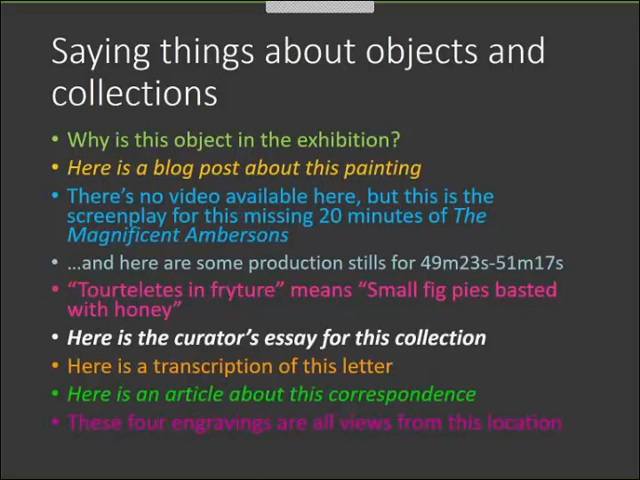 Saying things about objects and
collections
• Why is this object in the exhibition?
• Here is a blog post about this painting
• There's no video available here, but this is the
screenplay for this missing 20 minutes of The
Magnificent Ambersons
• …and here are some production stills for 49m23s-51m17s
• "Tourteletes in fryture" means "Small fig pies basted
with honey"
• Here is the curator's essay for this collection
• Here is a transcription of this letter
• Here is an article about this correspondence
• These four engravings are all views from this location